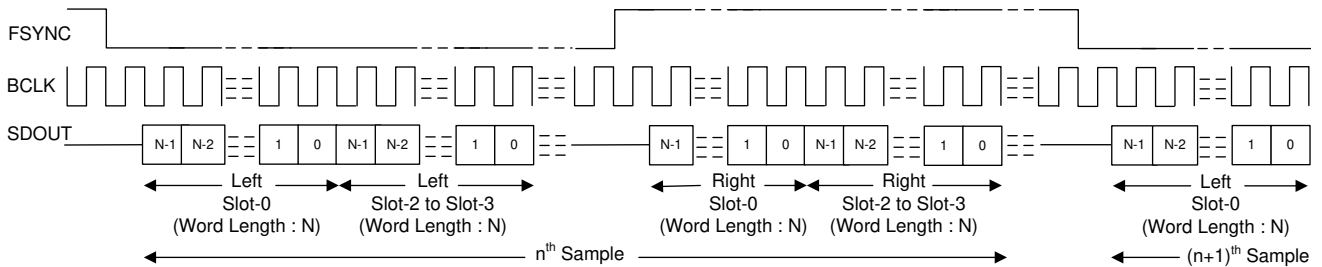 FSYNC
BCLK
SDOUT
N-1 N-2 1 0 N-1 N-2 1 0 N-1 1 0 N-1 N-2 1 0 N-1 N-2 1 0
Left Left Right Right Left
Slot-0 Slot-2 to Slot-3 Slot-0 Slot-2 to Slot-3 Slot-0
(Word Length : N) (Word Length : N) (Word Length : N) (Word Length : N) (Word Length : N)
nth Sample (n+1)th Sample